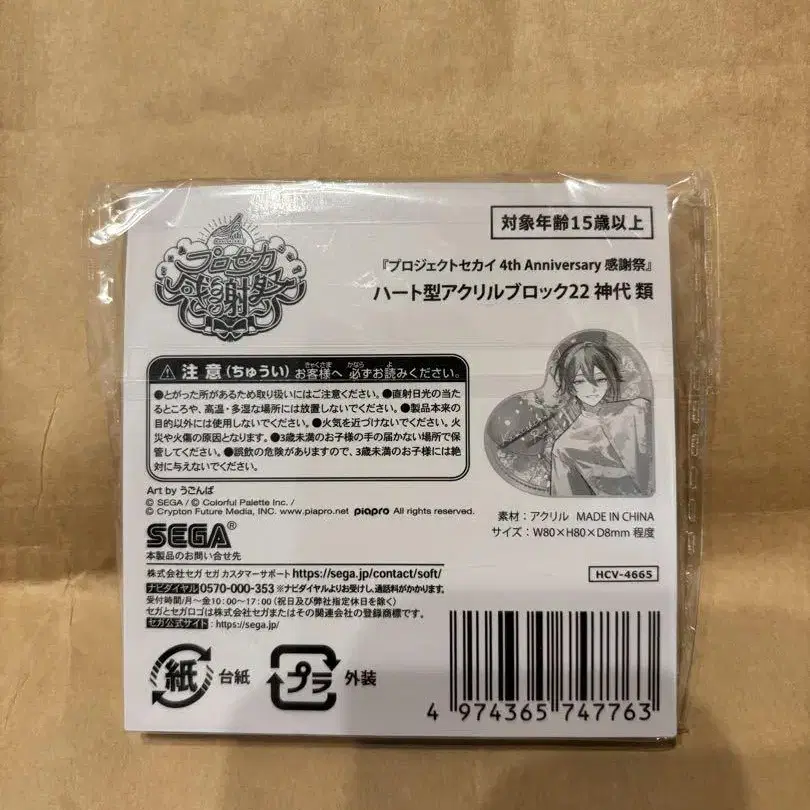 プロセカ
感謝祭
対象年齢15歳以上
『プロジェクトセカイ 4th Anniversary 感謝祭』
ハート型アクリルブロック22 神代 類
注 意 (ちゅうい) お客様へ 必ずお読みください。
きゃくさま かなら よ
●とがった所があるため取り扱いにはご注意ください。●直射日光の当た
るところや、高温・多湿な場所には放置しないでください。●製品本来の
目的以外には使用しないでください。●火気を近づけないでください。火
災や火傷の原因となります。●3歳未満のお子様の手の届かない場所で保
管してください。●誤飲の危険がありますので、3歳未満のお子様には絶
対に与えないでください。
Art by うごんば
© SEGA / © Colorful Palette Inc. /
© Crypton Future Media, INC. www.piapro.net piapro All rights reserved.
素材：アクリル MADE IN CHINA
サイズ：W80×H80×D8mm 程度
SEGA®
本製品のお問い合せ先
株式会社セガ セガ カスタマーサポート https://sega.jp/contact/soft/
ナビダイヤル 0570-000-353 ※ナビダイヤルよりお受けし、通話料がかかります。
受付時間/月～金10:00～17:00（祝日及び弊社指定休日を除く）
セガとセガロゴは株式会社セガまたはその関連会社の登録商標です。
セガ公式サイト：https://sega.jp/
HCV-4665
紙 台紙
プラ 外装
4 974365 747763